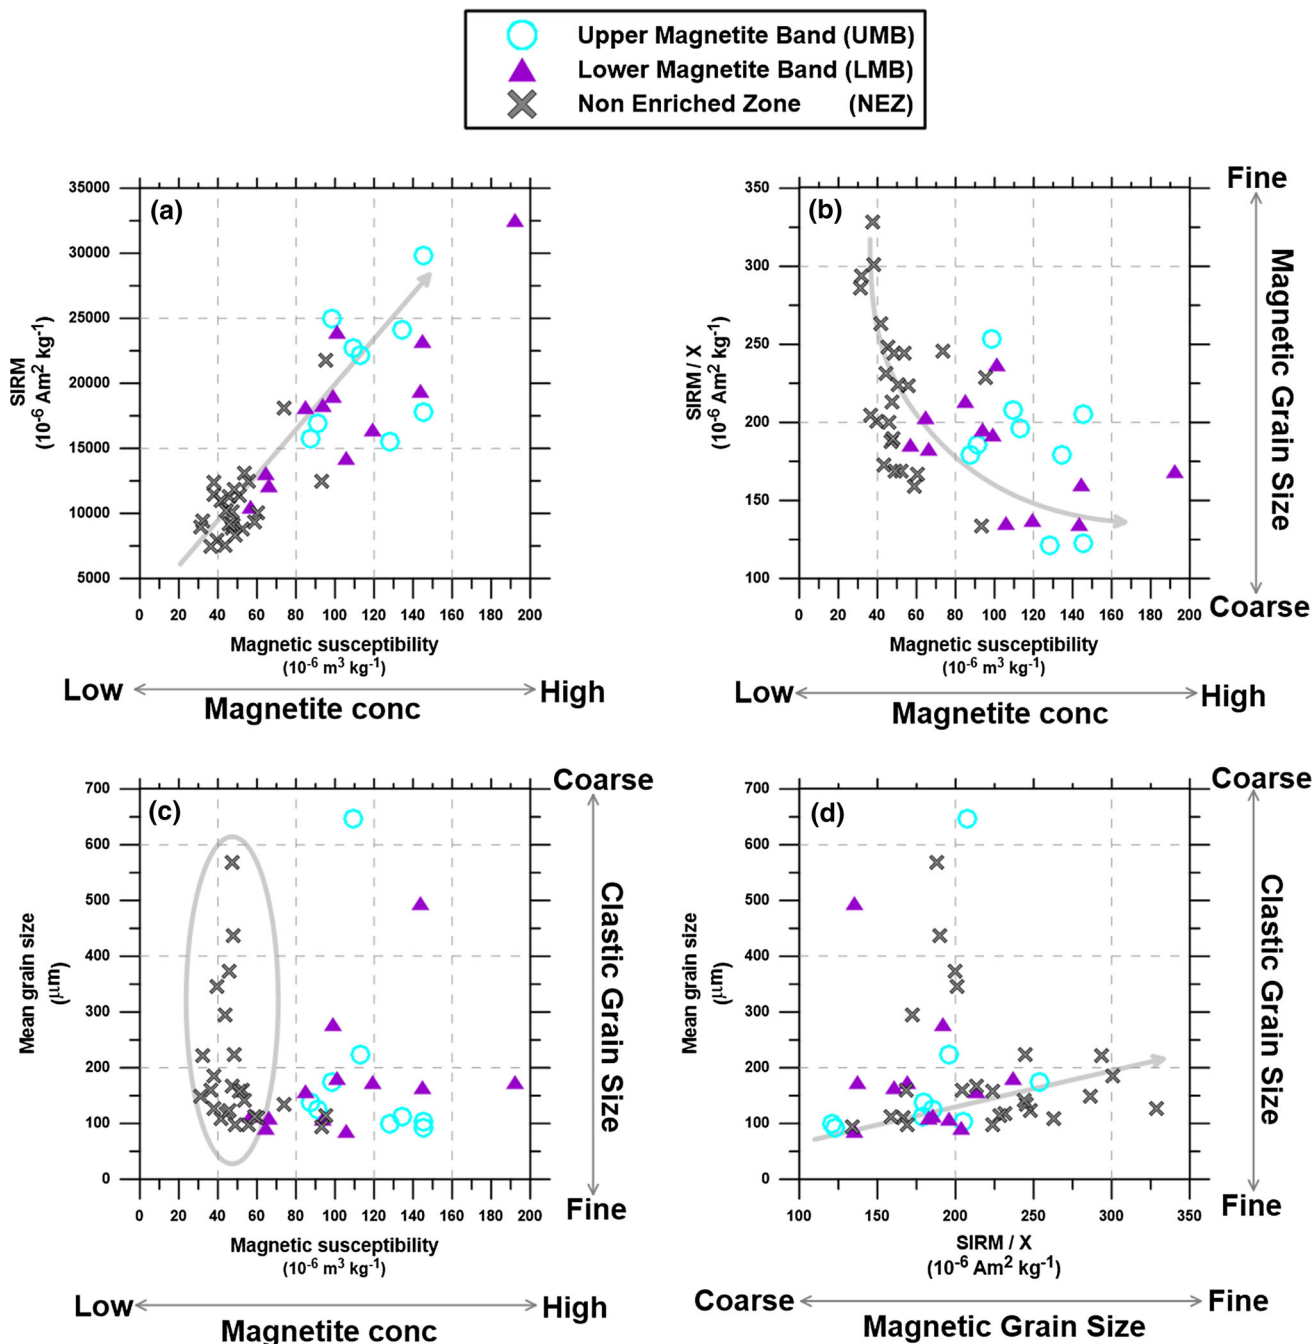 Upper Magnetite Band (UMB)
Lower Magnetite Band (LMB)
Non Enriched Zone (NEZ)
(a)
SIRM
(10-6 Am2 kg-1)
35000
30000
25000
20000
15000
10000
5000
0 20 40 60 80 100 120 140 160 180 200
Magnetic susceptibility
(10-6 m3 kg-1)
Low
High
Magnetite conc
(b)
SIRM / X
(10-6 Am2 kg-1)
350
300
250
200
150
100
0 20 40 60 80 100 120 140 160 180 200
Magnetic susceptibility
(10-6 m3 kg-1)
Low
High
Magnetite conc
Fine
Magnetic Grain Size
Coarse
(c)
Mean grain size
(μm)
700
600
500
400
300
200
100
0
0 20 40 60 80 100 120 140 160 180 200
Magnetic susceptibility
(10-6 m3 kg-1)
Low
High
Magnetite conc
Coarse
Clastic Grain Size
Fine
(d)
Mean grain size
(μm)
700
600
500
400
300
200
100
0
100 150 200 250 300 350
SIRM / X
(10-6 Am2 kg-1)
Coarse
Fine
Magnetic Grain Size
Coarse
Clastic Grain Size
Fine